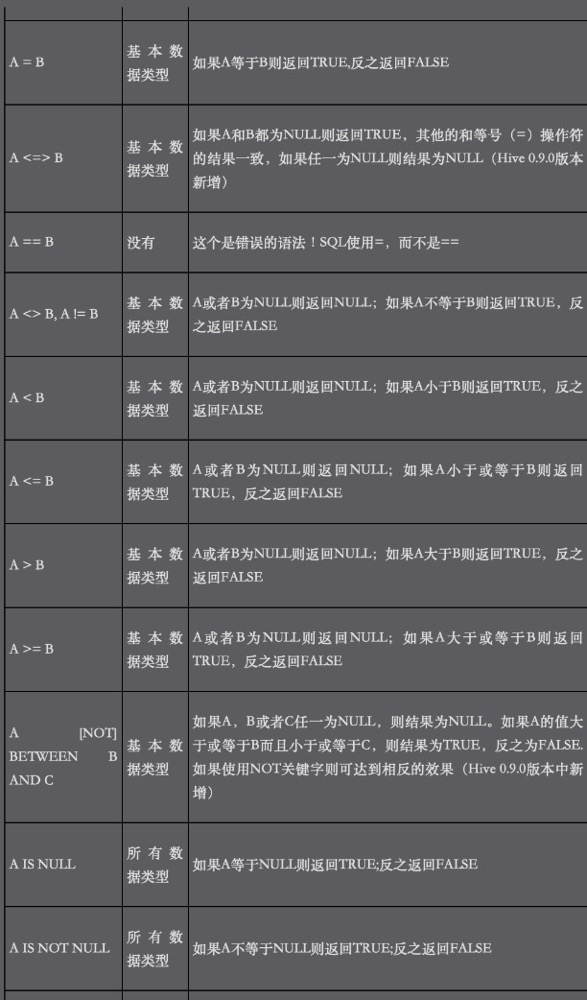 A = B
基本数
据类型
如果A等于B则返回TRUE,反之返回FALSE
A <=> B
基本数
据类型
如果A和B都为NULL则返回TRUE，其他的和等号（=）操作符
的结果一致，如果任一为NULL则结果为NULL（Hive 0.9.0版本
新增）
A == B
没有
这个是错误的语法！SQL使用=，而不是==
A <> B, A != B
基本数
据类型
A或者B为NULL则返回NULL；如果A不等于B则返回TRUE，反
之返回FALSE
A < B
基本数
据类型
A或者B为NULL则返回NULL；如果A小于B则返回TRUE，反之
返回FALSE
A <= B
基本数
据类型
A或者B为NULL则返回NULL；如果A小于或等于B则返回
TRUE，反之返回FALSE
A > B
基本数
据类型
A或者B为NULL则返回NULL；如果A大于B则返回TRUE，反之
返回FALSE
A >= B
基本数
据类型
A或者B为NULL则返回NULL；如果A大于或等于B则返回
TRUE，反之返回FALSE
A [NOT]
BETWEEN B
AND C
基本数
据类型
如果A，B或者C任一为NULL，则结果为NULL。如果A的值大
于或等于B而且小于或等于C，则结果为TRUE，反之为FALSE.
如果使用NOT关键字则可达到相反的效果（Hive 0.9.0版本中新
增）
A IS NULL
所有数
据类型
如果A等于NULL则返回TRUE;反之返回FALSE
A IS NOT NULL
所有数
据类型
如果A不等于NULL则返回TRUE;反之返回FALSE